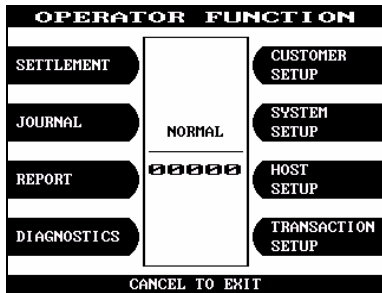 OPERATOR FUNCTION
SETTLEMENT
JOURNAL
REPORT
DIAGNOSTICS
NORMAL
00000
CUSTOMER
SETUP
SYSTEM
SETUP
HOST
SETUP
TRANSACTION
SETUP
CANCEL TO EXIT